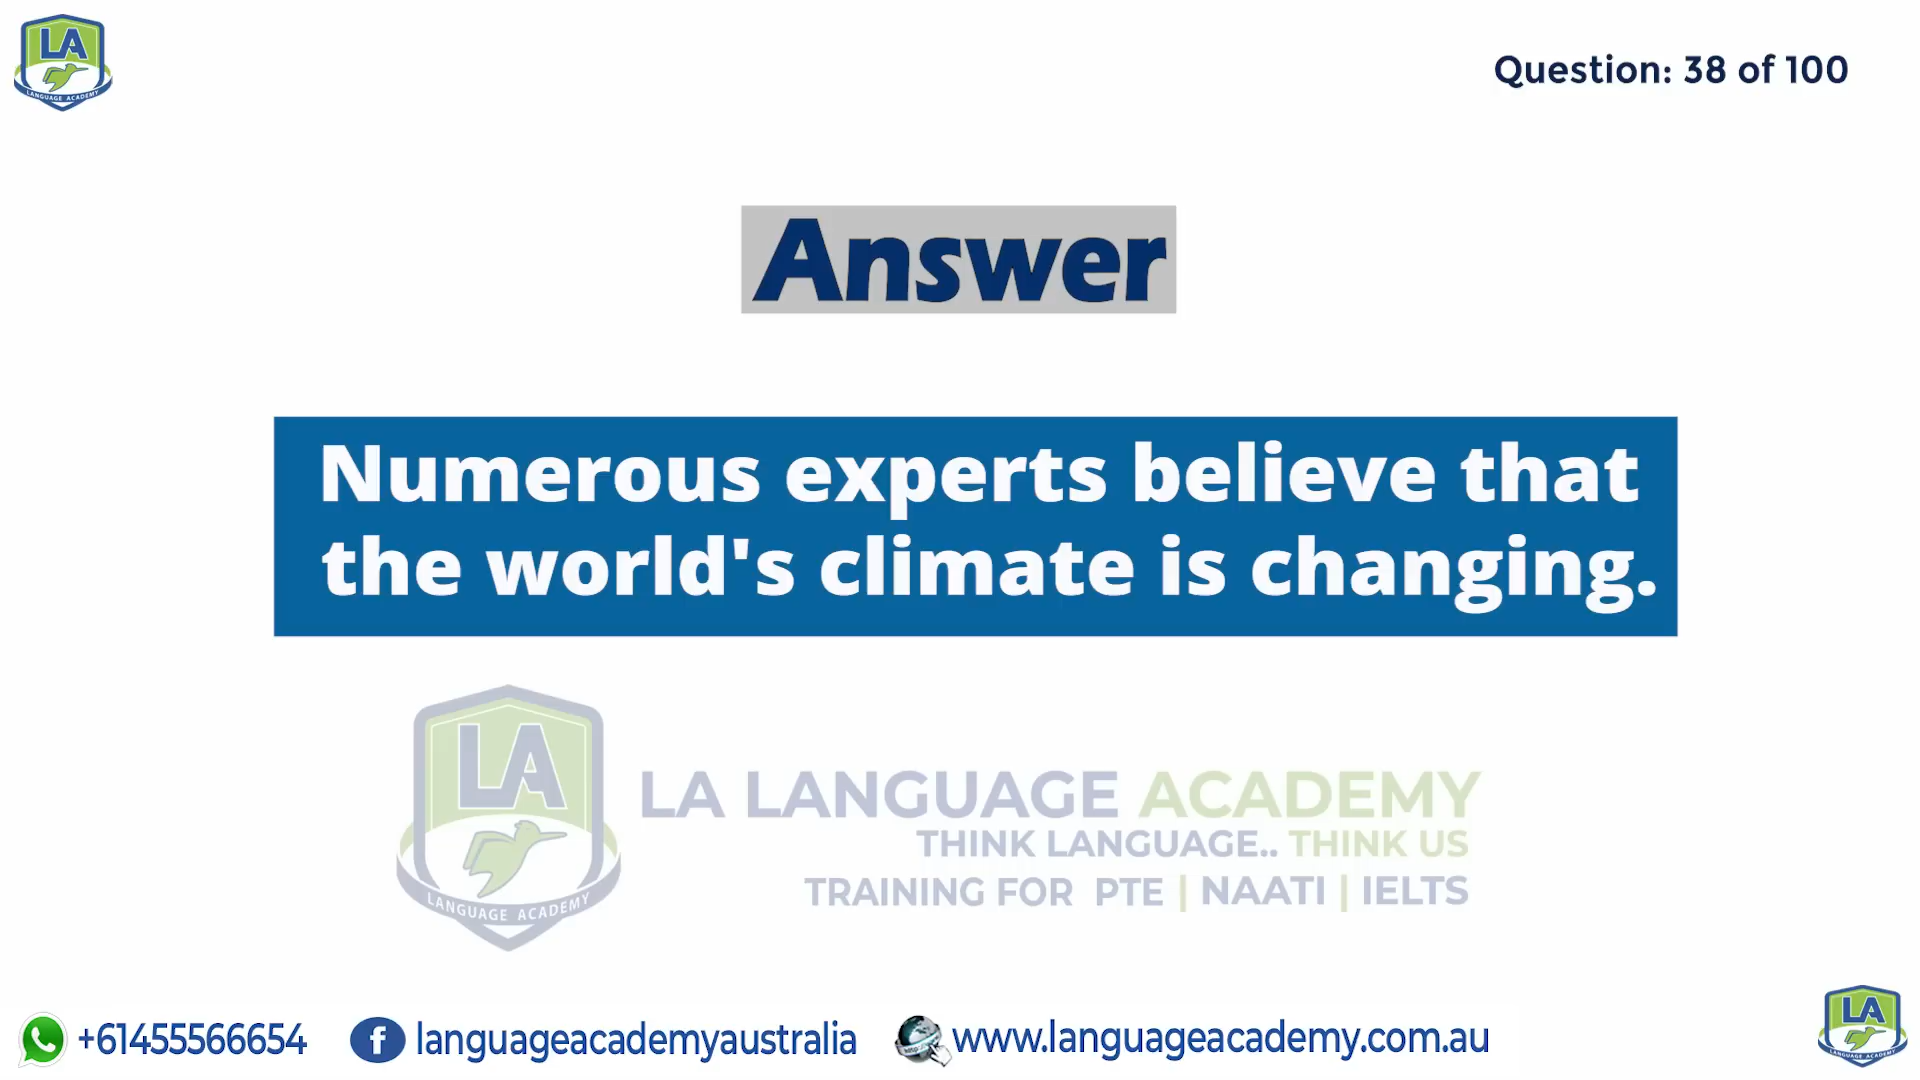 LA
LANGUAGE ACADEMY
Question: 38 of 100
Answer
Numerous experts believe that
the world's climate is changing.
LA
LANGUAGE ACADEMY
LA LANGUAGE ACADEMY
THINK LANGUAGE.. THINK US
TRAINING FOR PTE | NAATI | IELTS
+61455566654
languageacademyaustralia
www.languageacademy.com.au
LA
LANGUAGE ACADEMY